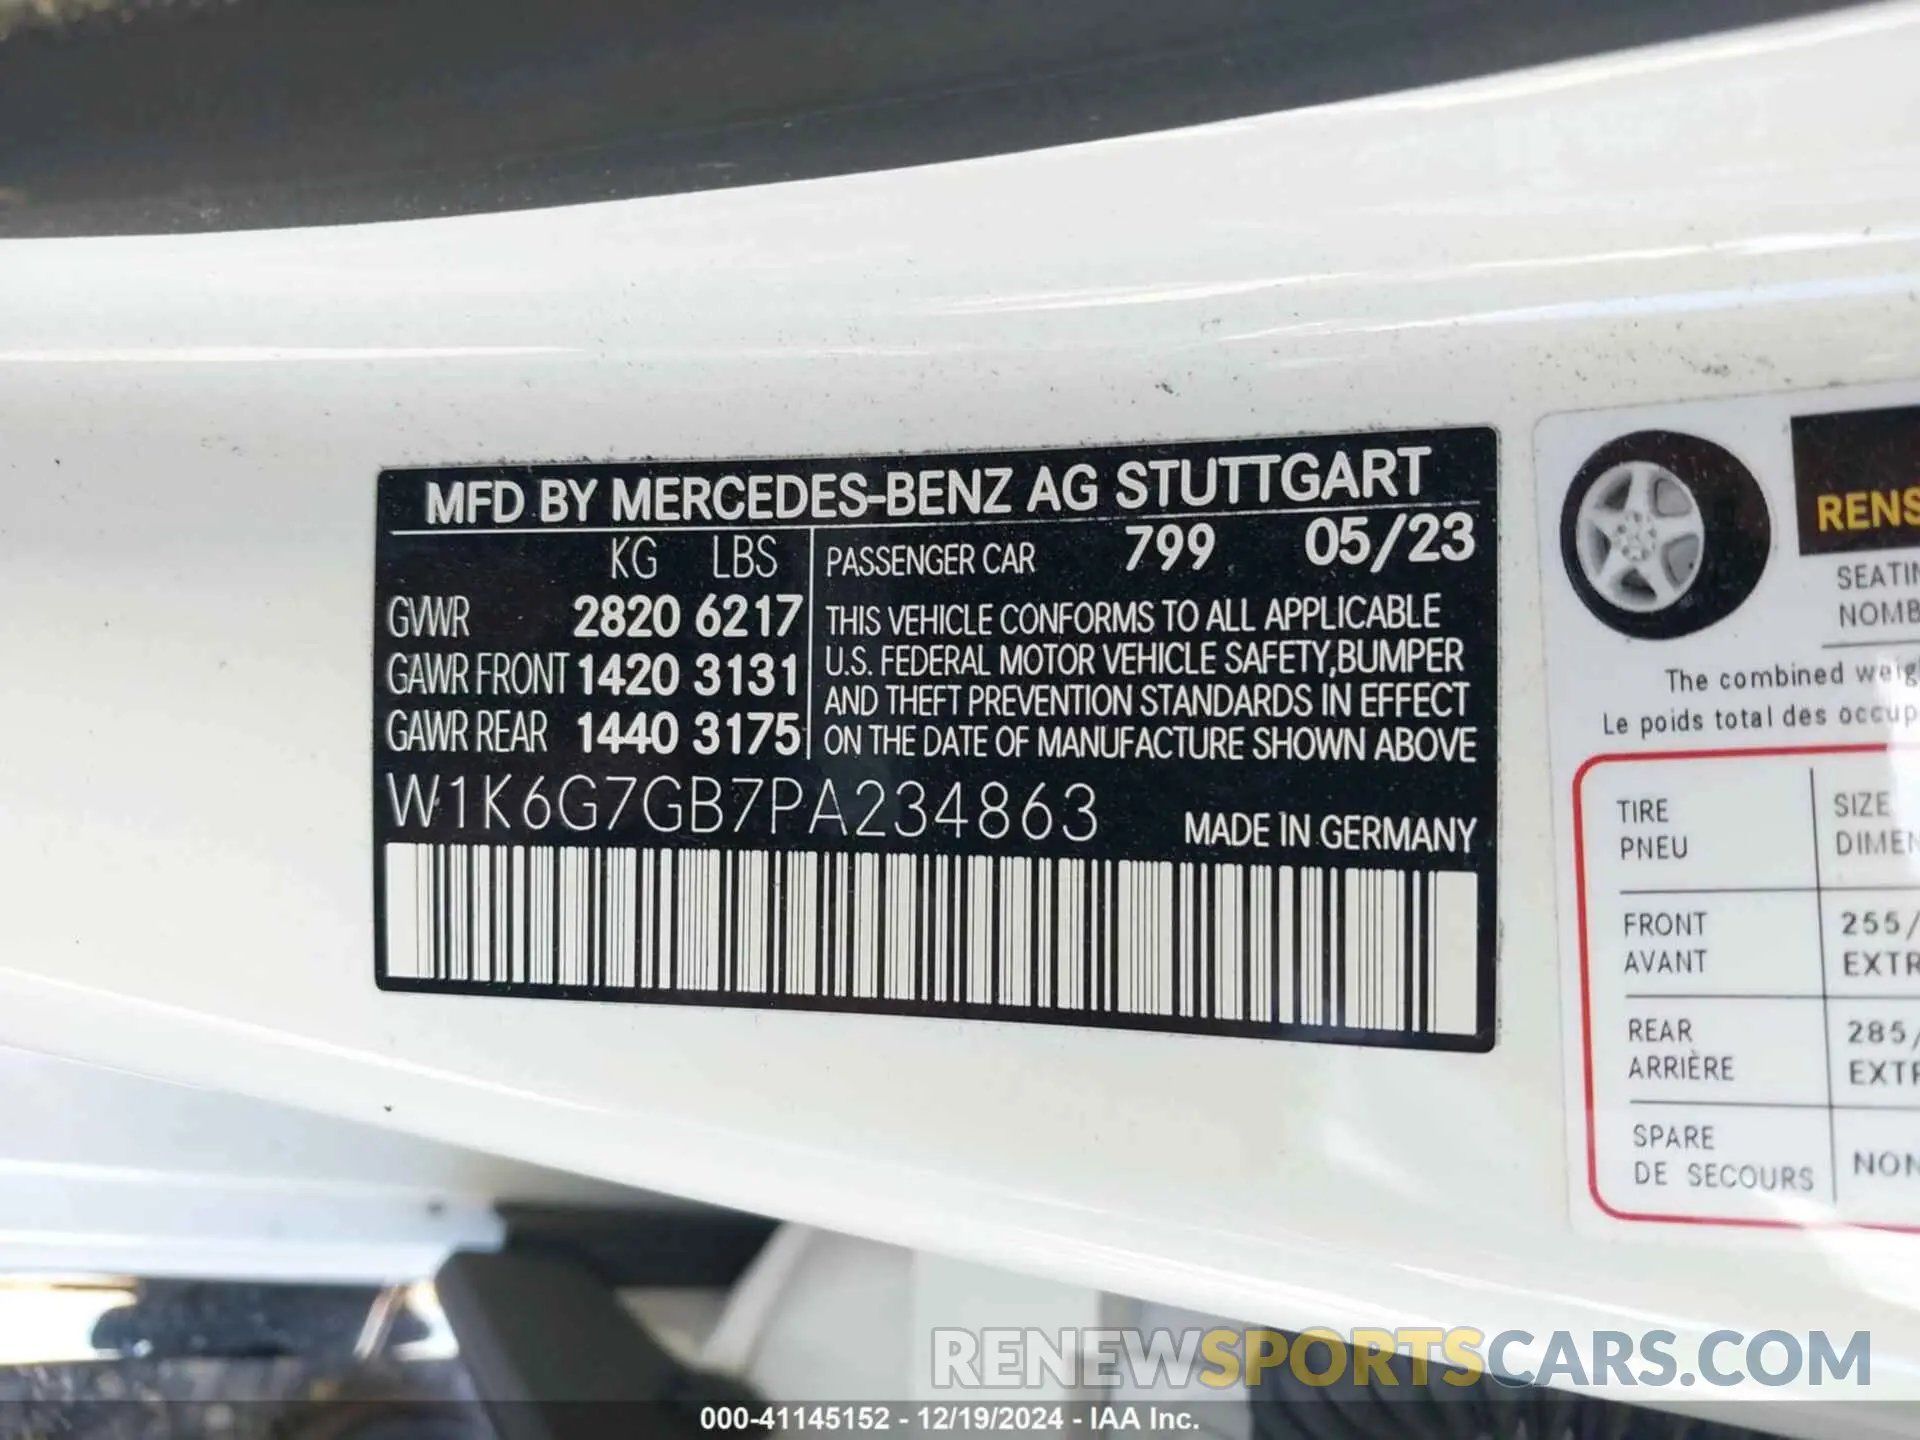 MFD BY MERCEDES-BENZ AG STUTTGART
KG LBS
GVWR 2820 6217
GAWR FRONT 1420 3131
GAWR REAR 1440 3175
PASSENGER CAR 799 05/23
THIS VEHICLE CONFORMS TO ALL APPLICABLE
U.S. FEDERAL MOTOR VEHICLE SAFETY,BUMPER
AND THEFT PREVENTION STANDARDS IN EFFECT
ON THE DATE OF MANUFACTURE SHOWN ABOVE
W1K6G7GB7PA234863
MADE IN GERMANY
RENS
SEATIN
NOMB
The combined weig
Le poids total des occup
TIRE SIZE
PNEU DIMEN
FRONT 255/
AVANT EXTR
REAR 285/
ARRIÈRE EXTR
SPARE
DE SECOURS NON
RENEWSPORTSCARS.COM
000-41145152 - 12/19/2024 - IAA Inc.